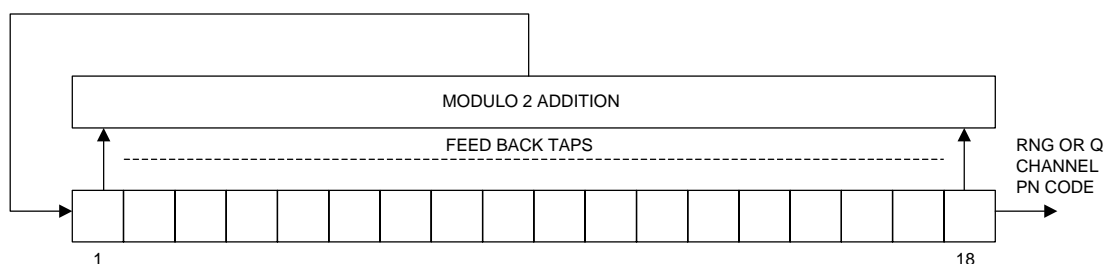 MODULO 2 ADDITION
FEED BACK TAPS
RNG OR Q
CHANNEL
PN CODE
1
18